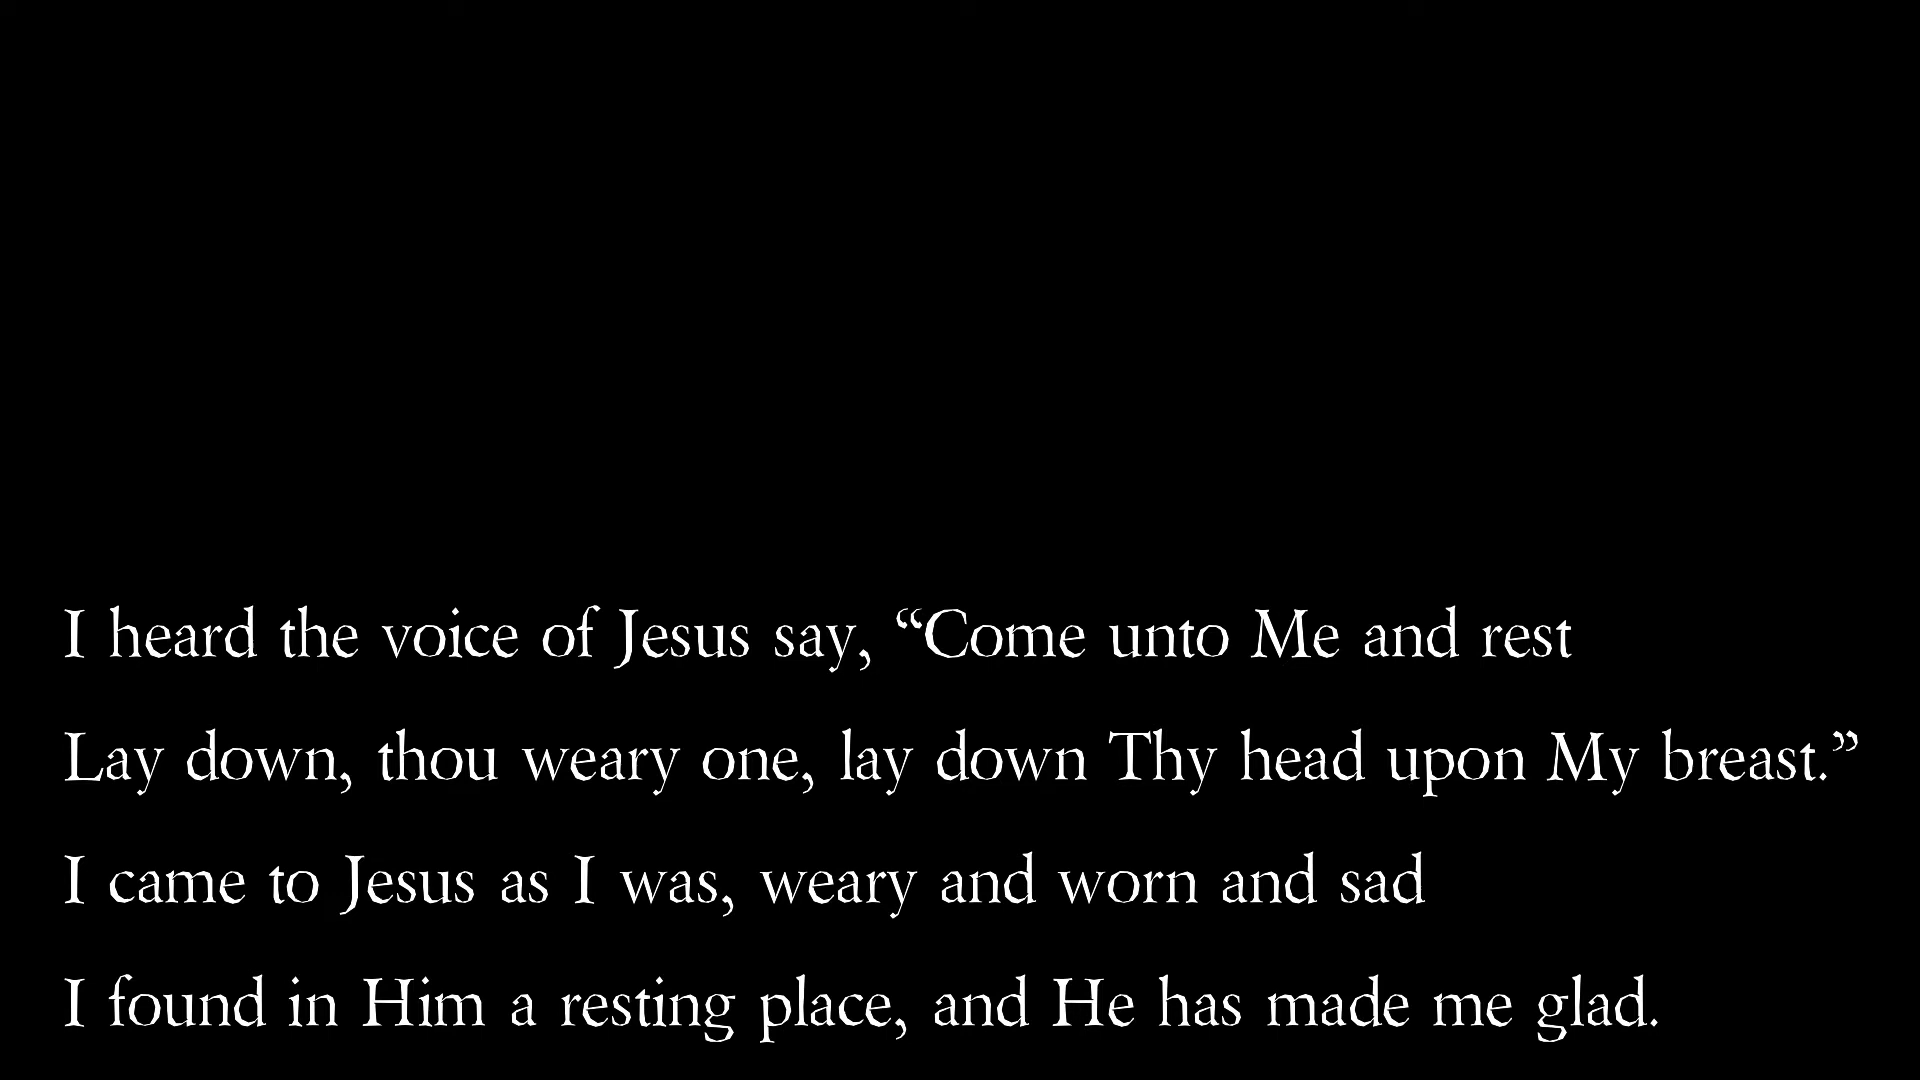 I heard the voice of Jesus say, “Come unto Me and rest
Lay down, thou weary one, lay down Thy head upon My breast.”
I came to Jesus as I was, weary and worn and sad
I found in Him a resting place, and He has made me glad.